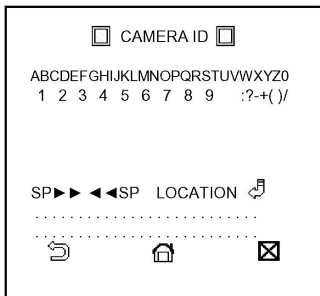 CAMERA ID
ABCDEFGHIJKLMNOPQRSTUVWXYZ0
1 2 3 4 5 6 7 8 9 :?-+( )/
SP►► ◄◄SP LOCATION
. . . . . . . . . . . . . . . . . . . . . . . . . .
. . . . . . . . . . . . . . . . . . . . . . . . . .